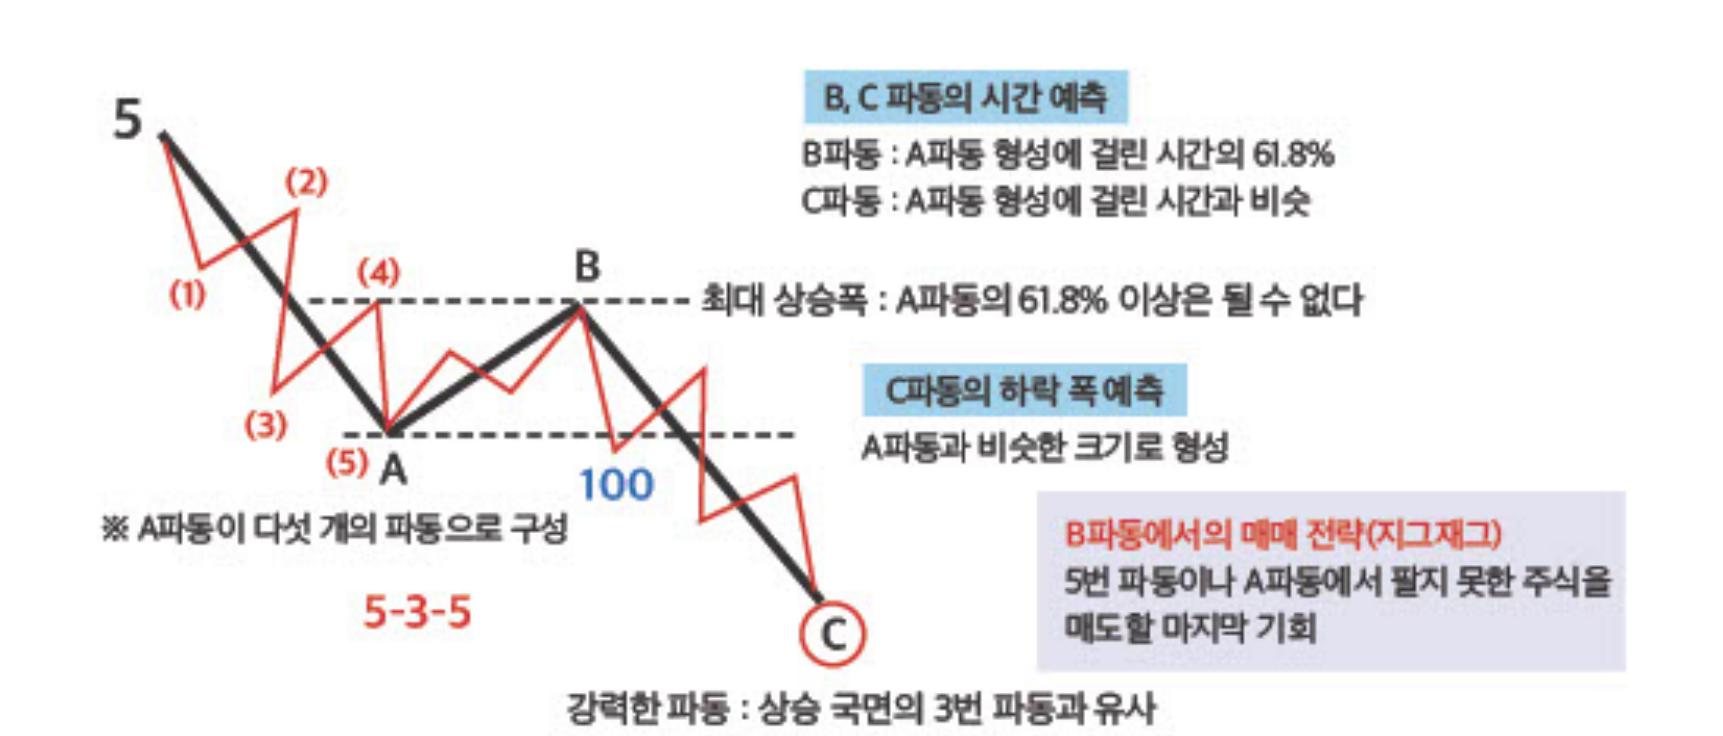 B, C 파동의 시간 예측
5
B파동 : A파동 형성에 걸린 시간의 61.8%
(2)
C파동 : A파동 형성에 걸린 시간과 비슷
B
(4)
(1)
최대 상승폭 : A파동의 61.8% 이상은 될 수 없다
C파동의 하락 폭 예측
(3)
A파동과 비슷한 크기로 형성
(5) A
100
※ A파동이 다섯 개의 파동으로 구성
B파동에서의 매매 전략(지그재그)
5번 파동이나 A파동에서 팔지 못한 주식을
매도할 마지막 기회
5-3-5
C
강력한 파동 : 상승 국면의 3번 파동과 유사